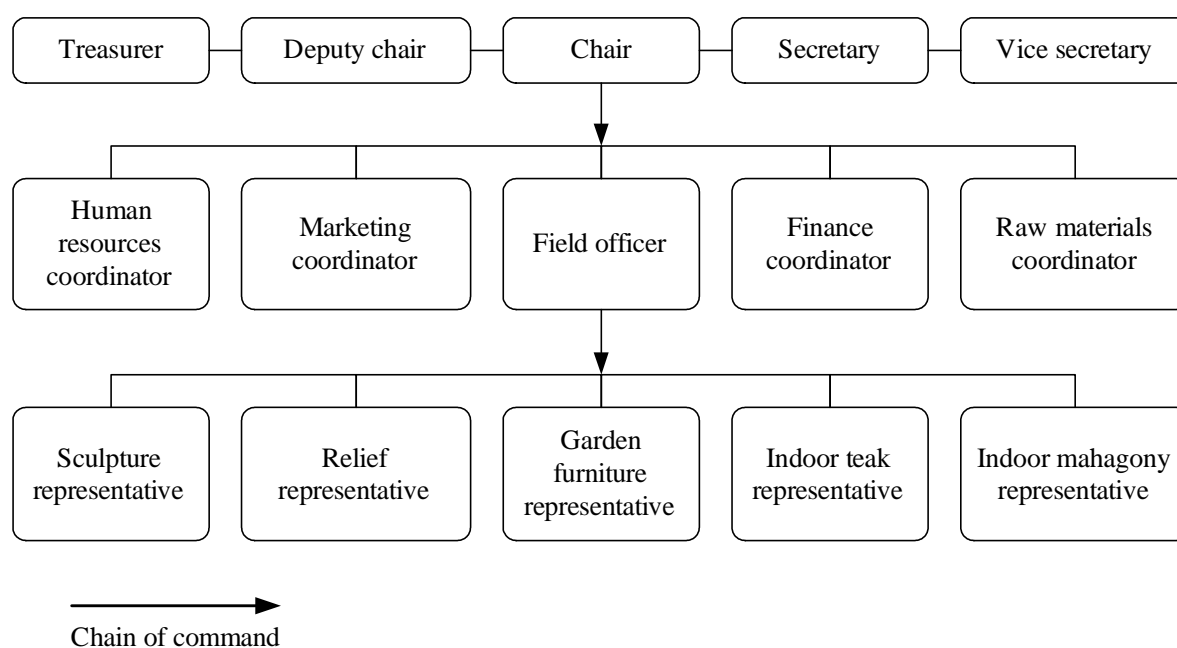 Treasurer
Deputy chair
Chair
Secretary
Vice secretary
Human
resources
coordinator
Marketing
coordinator
Field officer
Finance
coordinator
Raw materials
coordinator
Sculpture
representative
Relief
representative
Garden
furniture
representative
Indoor teak
representative
Indoor mahagony
representative
Chain of command